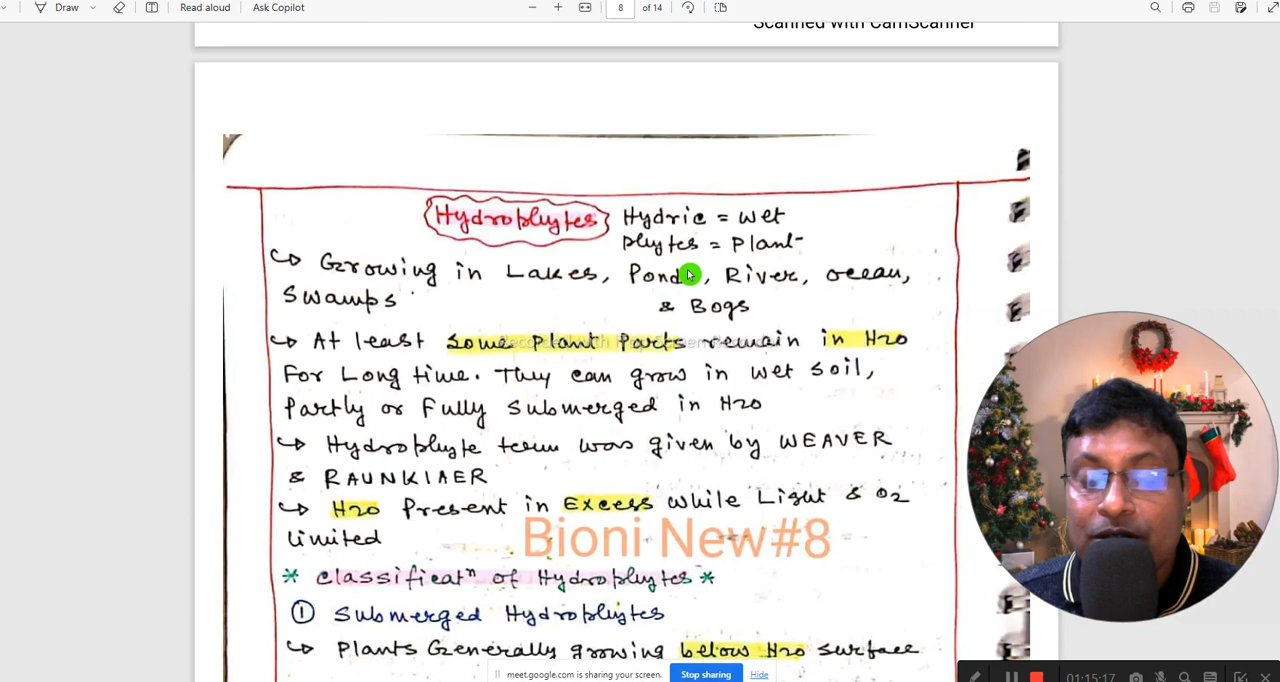 Draw
Read aloud
Ask Copilot
8
of 14
Scanned with CamScanner
Hydrophytes
Hydric = wet
Phytes = Plant
Growing in Lakes, Ponds, River, ocean,
Swamps
& Bogs
At least some Plant Parts remain in H2O
For Long time. They can grow in wet soil,
Partly or Fully submerged in H2O
Hydrophyte term was given by WEAVER
& RAUNKIAER
H2O Present in Excess while Light & O2
limited
Bioni New#8
* Classificatⁿ of Hydrophytes *
① Submerged Hydrophytes
Plants Generally growing below H2O surface
meet.google.com is sharing your screen.
Stop sharing
Hide
01:15:17